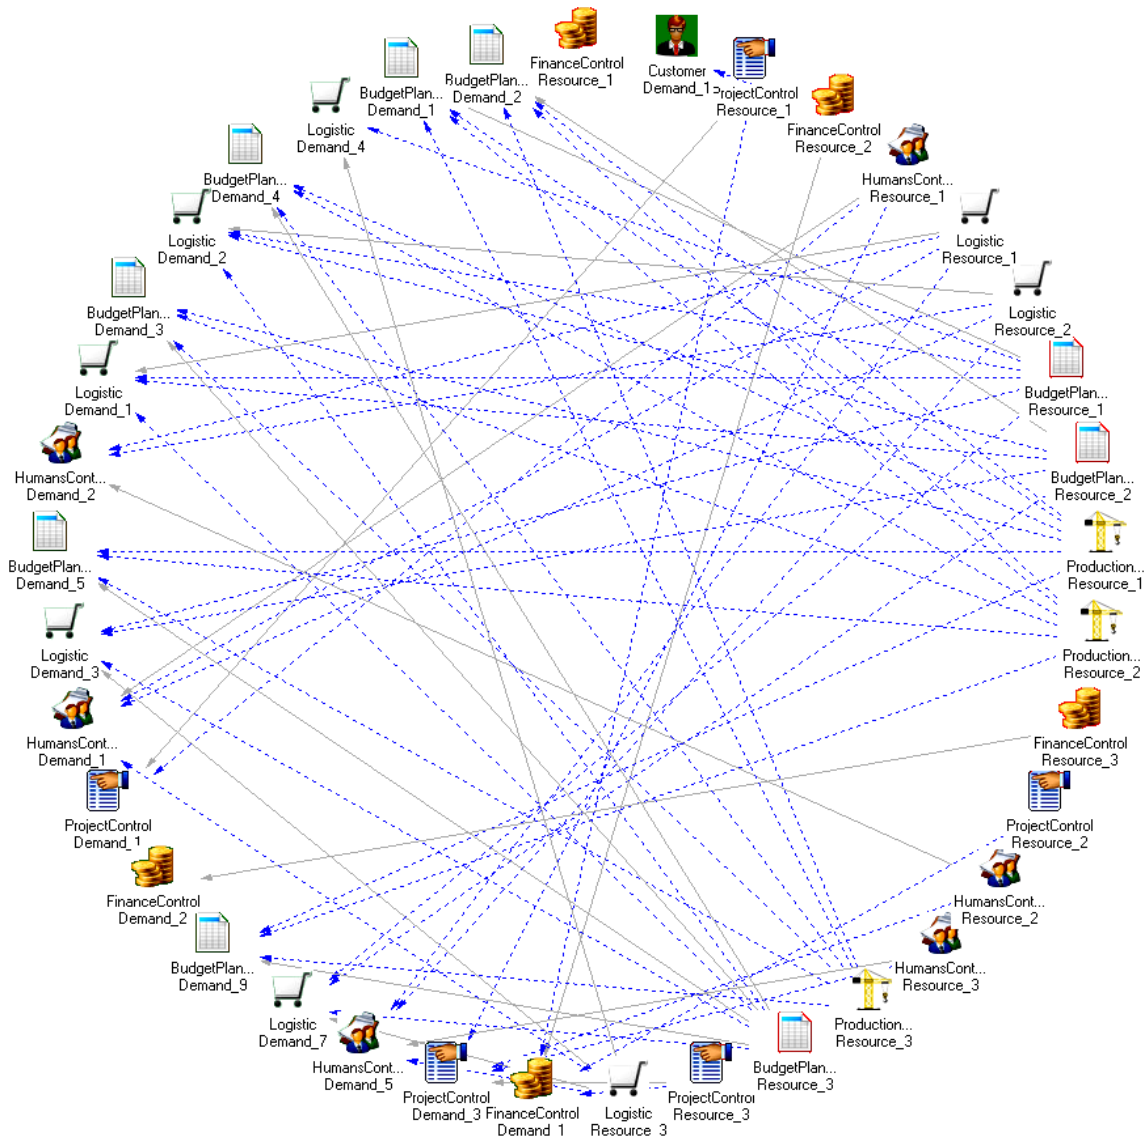 FinanceControl
Resource_1
Customer
Demand_1
ProjectControl
Resource_1
FinanceControl
Resource_2
HumansCont...
Resource_1
Logistic
Resource_1
Logistic
Resource_2
BudgetPlan...
Resource_1
BudgetPlan...
Resource_2
Production...
Resource_1
Production...
Resource_2
FinanceControl
Resource_3
ProjectControl
Resource_2
HumansCont...
Resource_2
HumansCont...
Resource_3
Production...
Resource_3
BudgetPlan...
Resource_3
ProjectControl
Resource_3
Logistic
Resource_3
FinanceControl
Demand_1
ProjectControl
Demand_3
HumansCont...
Demand_5
Logistic
Demand_7
BudgetPlan...
Demand_9
FinanceControl
Demand_2
ProjectControl
Demand_1
HumansCont...
Demand_1
Logistic
Demand_3
BudgetPlan...
Demand_5
HumansCont...
Demand_2
Logistic
Demand_1
BudgetPlan...
Demand_3
Logistic
Demand_2
BudgetPlan...
Demand_4
Logistic
Demand_4
BudgetPlan...
Demand_1
BudgetPlan...
Demand_2